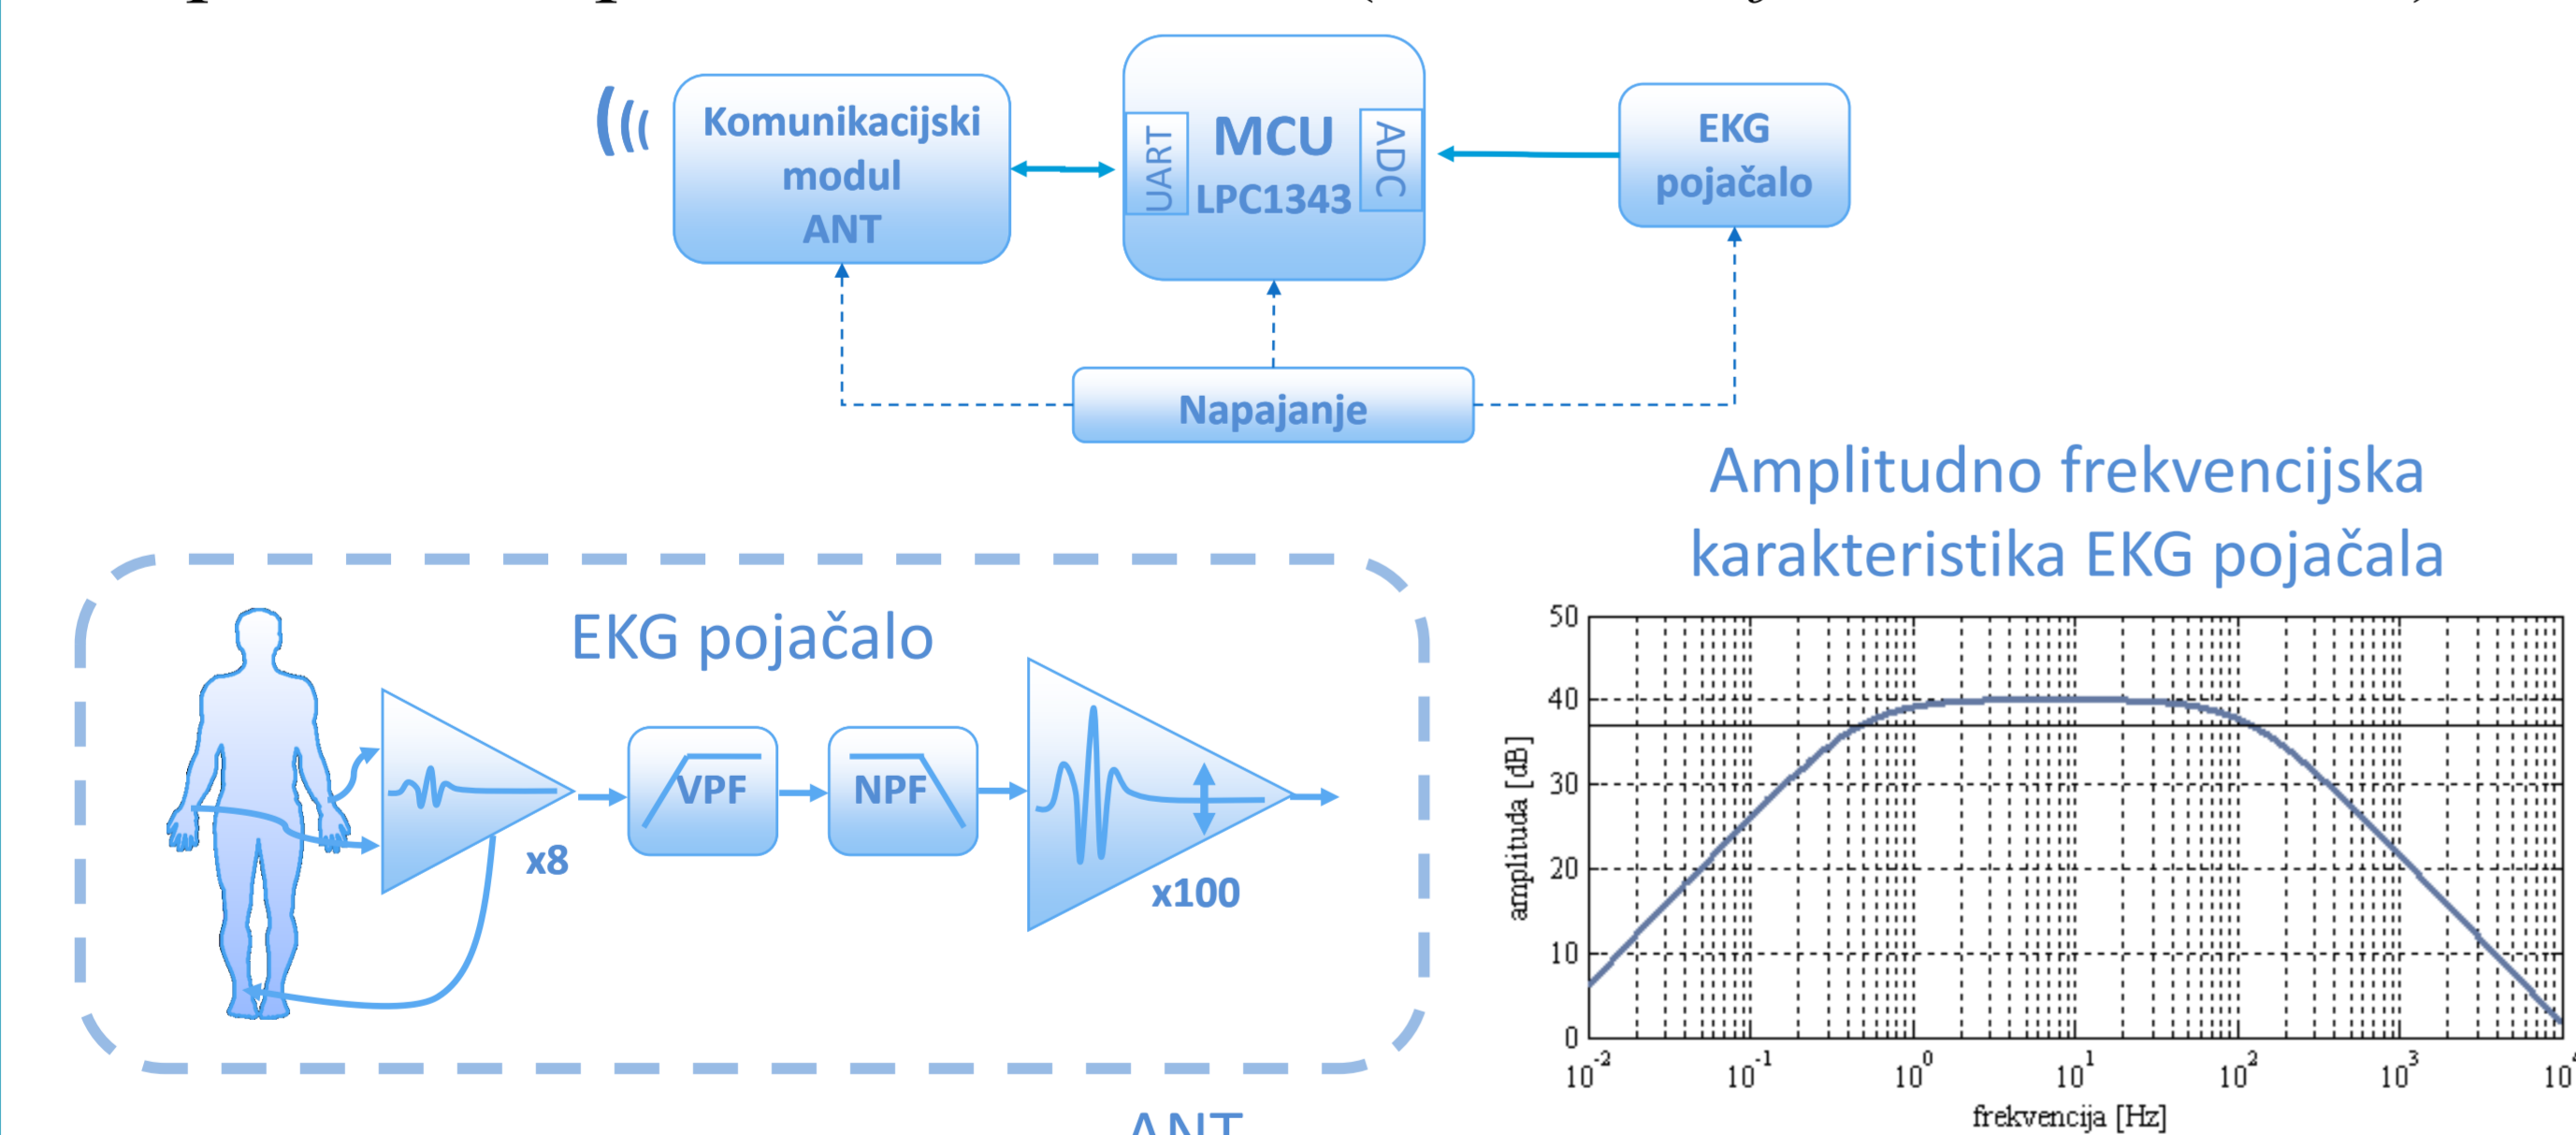 Komunikacijski
modul
ANT
UART
MCU
LPC1343
ADC
EKG
pojačalo
Napajanje
Amplitudno frekvencijska
karakteristika EKG pojačala
EKG pojačalo
x8
VPF
NPF
x100
amplituda [dB]
50
40
30
20
10
0
10⁻² 10⁻¹ 10⁰ 10¹ 10² 10³ 10⁴
frekvencija [Hz]
ANT